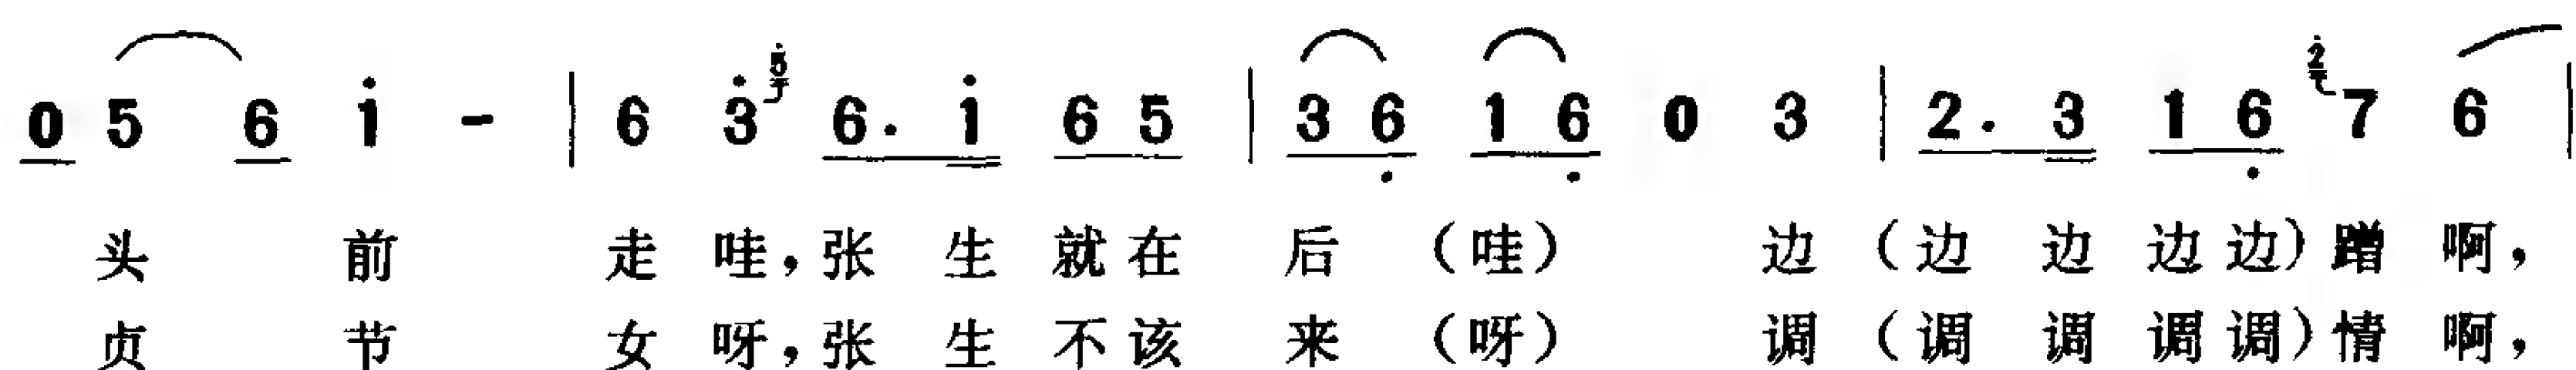 0 5 6 i - | 6 3 5 6. i 6 5 | 3 6 1 6 0 3 | 2. 3 1 6 2 7 6 |
头 前 走 哇，张 生 就 在 后 （哇） 边 （边 边 边 边）蹭 啊，
贞 节 女 呀，张 生 不 该 来 （呀） 调 （调 调 调 调）情 啊，